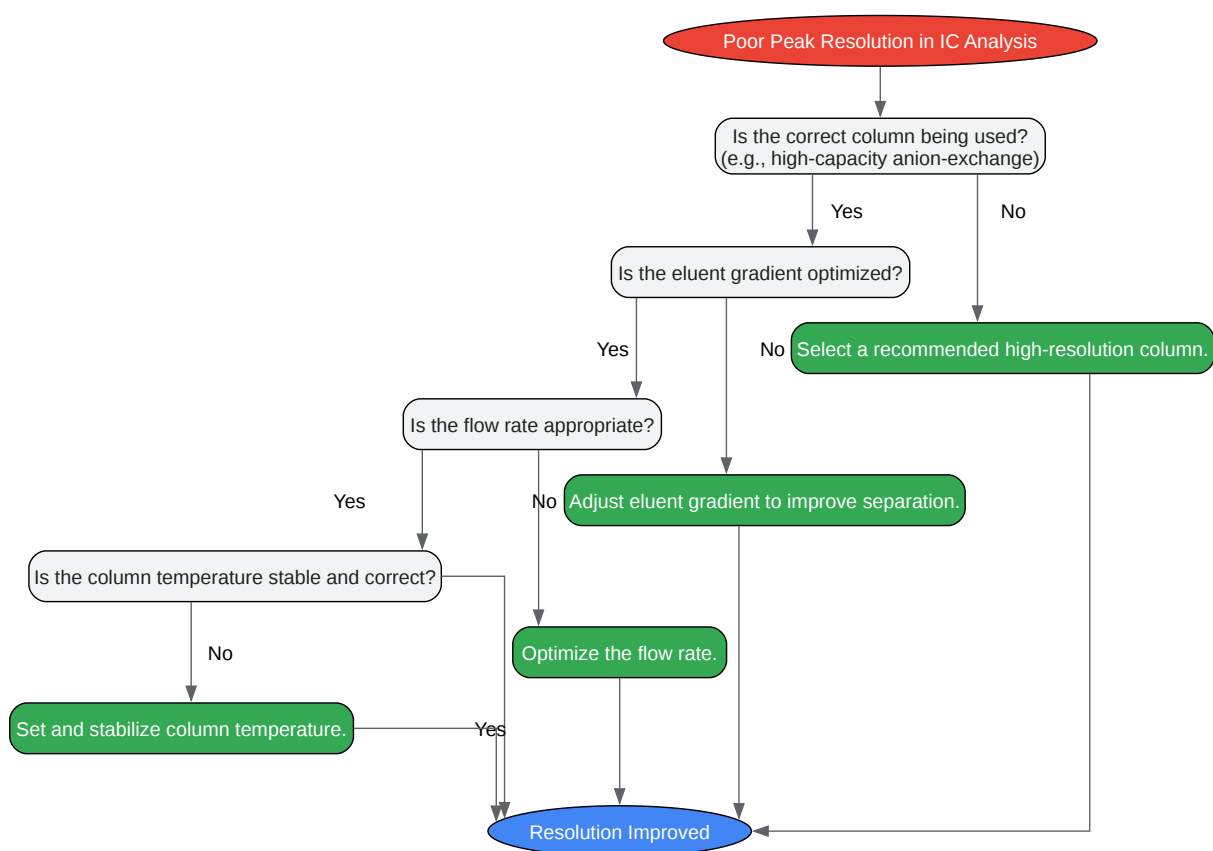 Poor Peak Resolution in IC Analysis
Is the correct column being used?
(e.g., high-capacity anion-exchange)
Yes
No
Is the eluent gradient optimized?
Yes
No
Select a recommended high-resolution column.
Is the flow rate appropriate?
Yes
No
Adjust eluent gradient to improve separation.
Is the column temperature stable and correct?
No
Optimize the flow rate.
Set and stabilize column temperature.
Yes
Resolution Improved